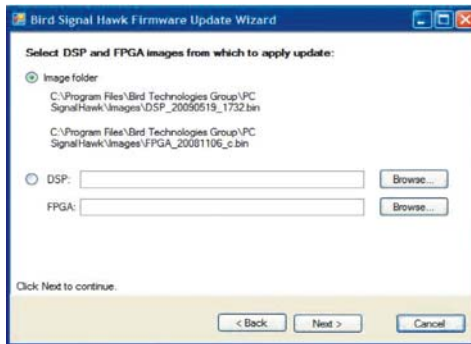 Bird Signal Hawk Firmware Update Wizard
Select DSP and FPGA images from which to apply update:
Image folder
C:\Program Files\Bird Technologies Group\PC
SignalHawk\Images\DSP_20090519_1732.bin
C:\Program Files\Bird Technologies Group\PC
SignalHawk\Images\FPGA_20081106_c.bin
DSP: Browse...
FPGA: Browse...
Click Next to continue.
< Back Next > Cancel